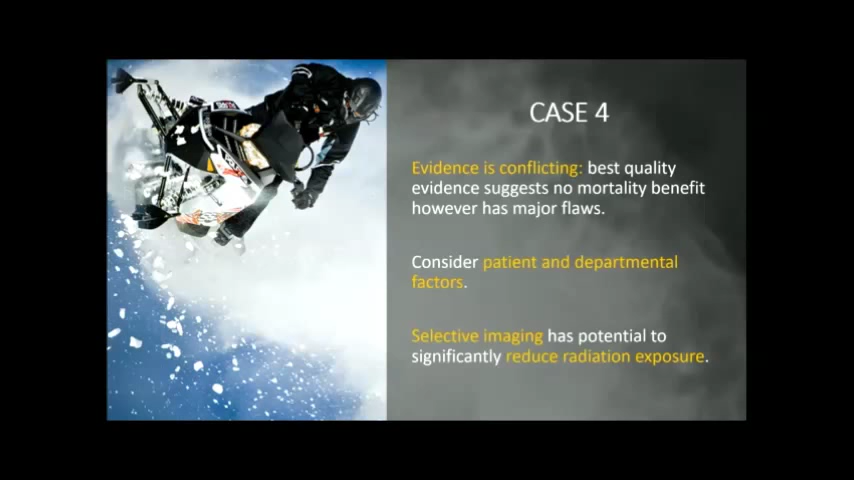 CASE 4
Evidence is conflicting: best quality
evidence suggests no mortality benefit
however has major flaws.
Consider patient and departmental
factors.
Selective imaging has potential to
significantly reduce radiation exposure.